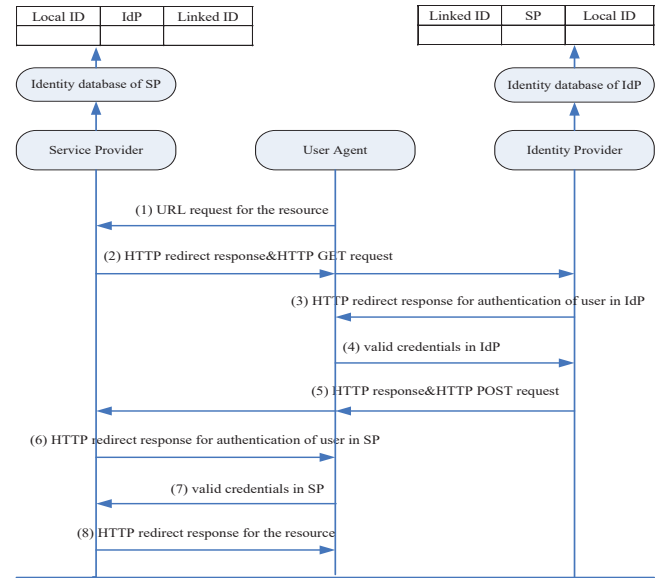 Local ID IdP Linked ID
Linked ID SP Local ID
Identity database of SP
Identity database of IdP
Service Provider
User Agent
Identity Provider
(1) URL request for the resource
(2) HTTP redirect response&HTTP GET request
(3) HTTP redirect response for authentication of user in IdP
(4) valid credentials in IdP
(5) HTTP response&HTTP POST request
(6) HTTP redirect response for authentication of user in SP
(7) valid credentials in SP
(8) HTTP redirect response for the resource